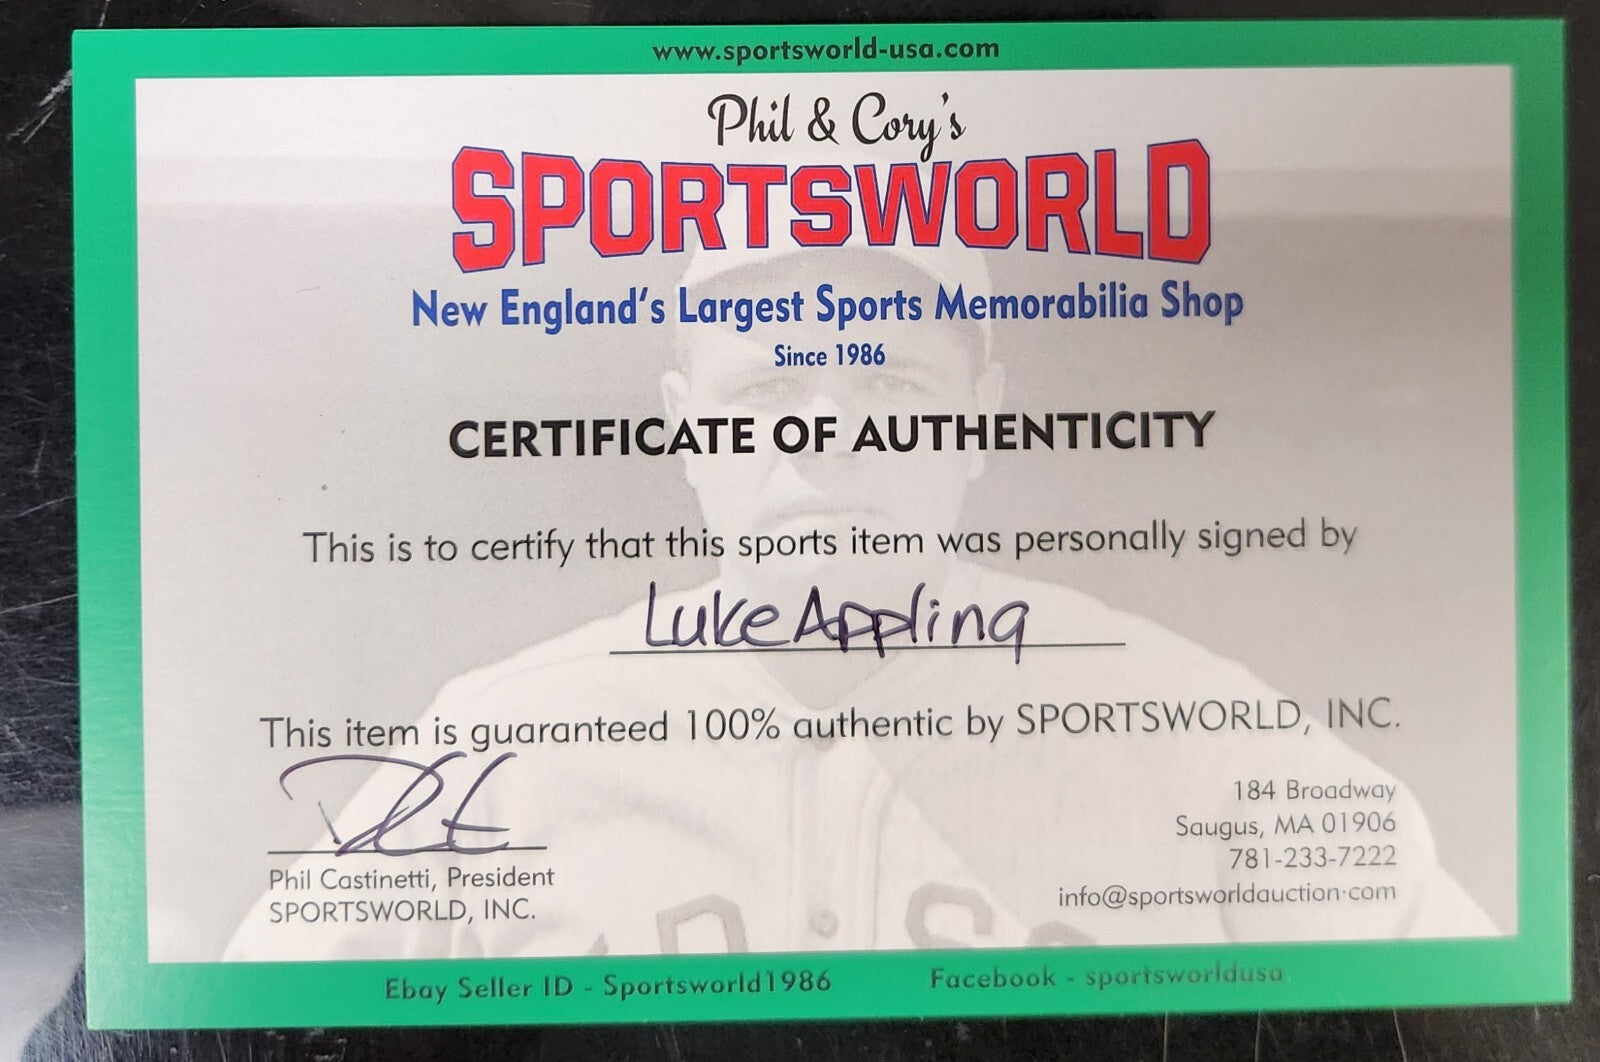 www.sportsworld-usa.com
Phil & Cory's
SPORTSWORLD
New England's Largest Sports Memorabilia Shop
Since 1986
CERTIFICATE OF AUTHENTICITY
This is to certify that this sports item was personally signed by
Luke Appling
This item is guaranteed 100% authentic by SPORTSWORLD, INC.
Phil Castinetti, President
SPORTSWORLD, INC.
184 Broadway
Saugus, MA 01906
781-233-7222
info@sportsworldauction.com
Ebay Seller ID - Sportsworld1986
Facebook - sportsworldusa